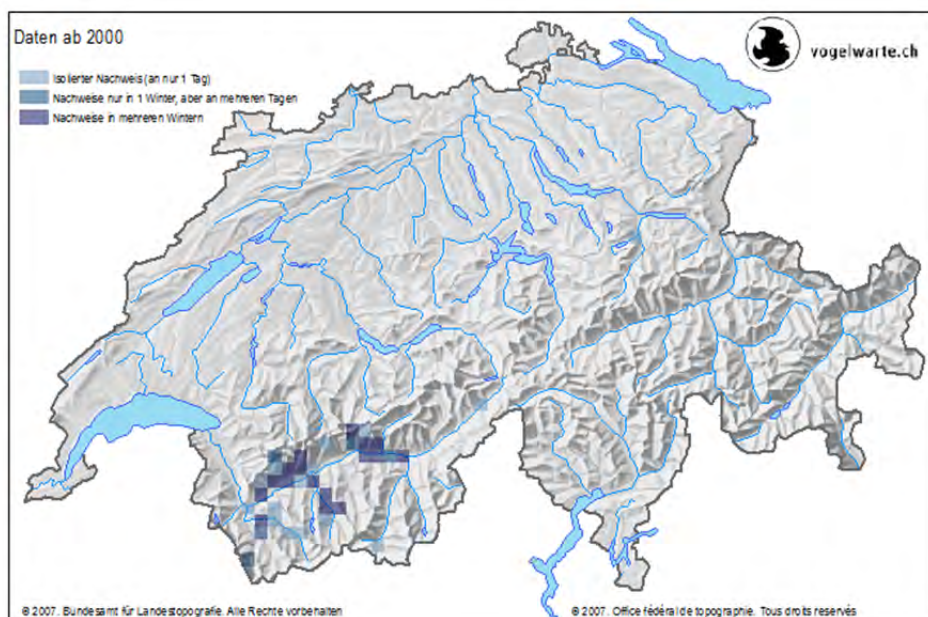 Daten ab 2000
vogelwarte.ch
Isolierter Nachweis (an nur 1 Tag)
Nachweise nur in 1 Winter, aber an mehreren Tagen
Nachweise in mehreren Wintern
© 2007. Bundesamt für Landestopografie. Alle Rechte vorbehalten
© 2007. Office fédéral de topographie. Tous droits reservés